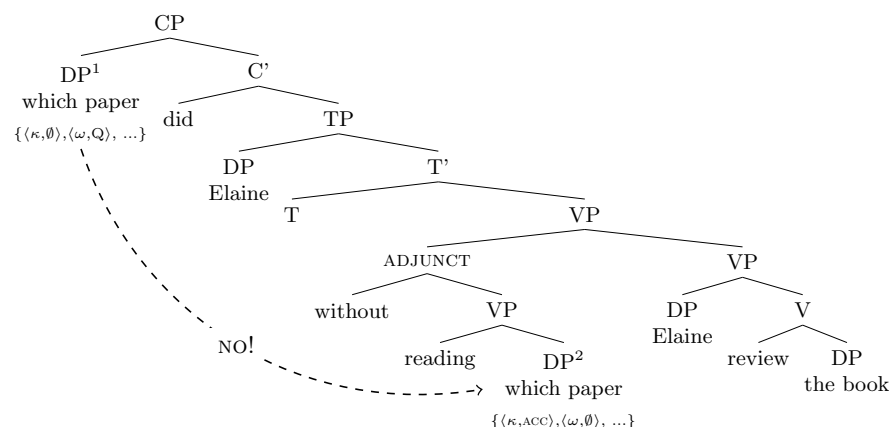 CP
DP¹ C'
which paper
{⟨κ,∅⟩,⟨ω,Q⟩, ...}
did TP
DP T'
Elaine
T VP
ADJUNCT VP
without VP DP V
Elaine
reading DP² review DP
which paper the book
{⟨κ,ACC⟩,⟨ω,∅⟩, ...}
NO!